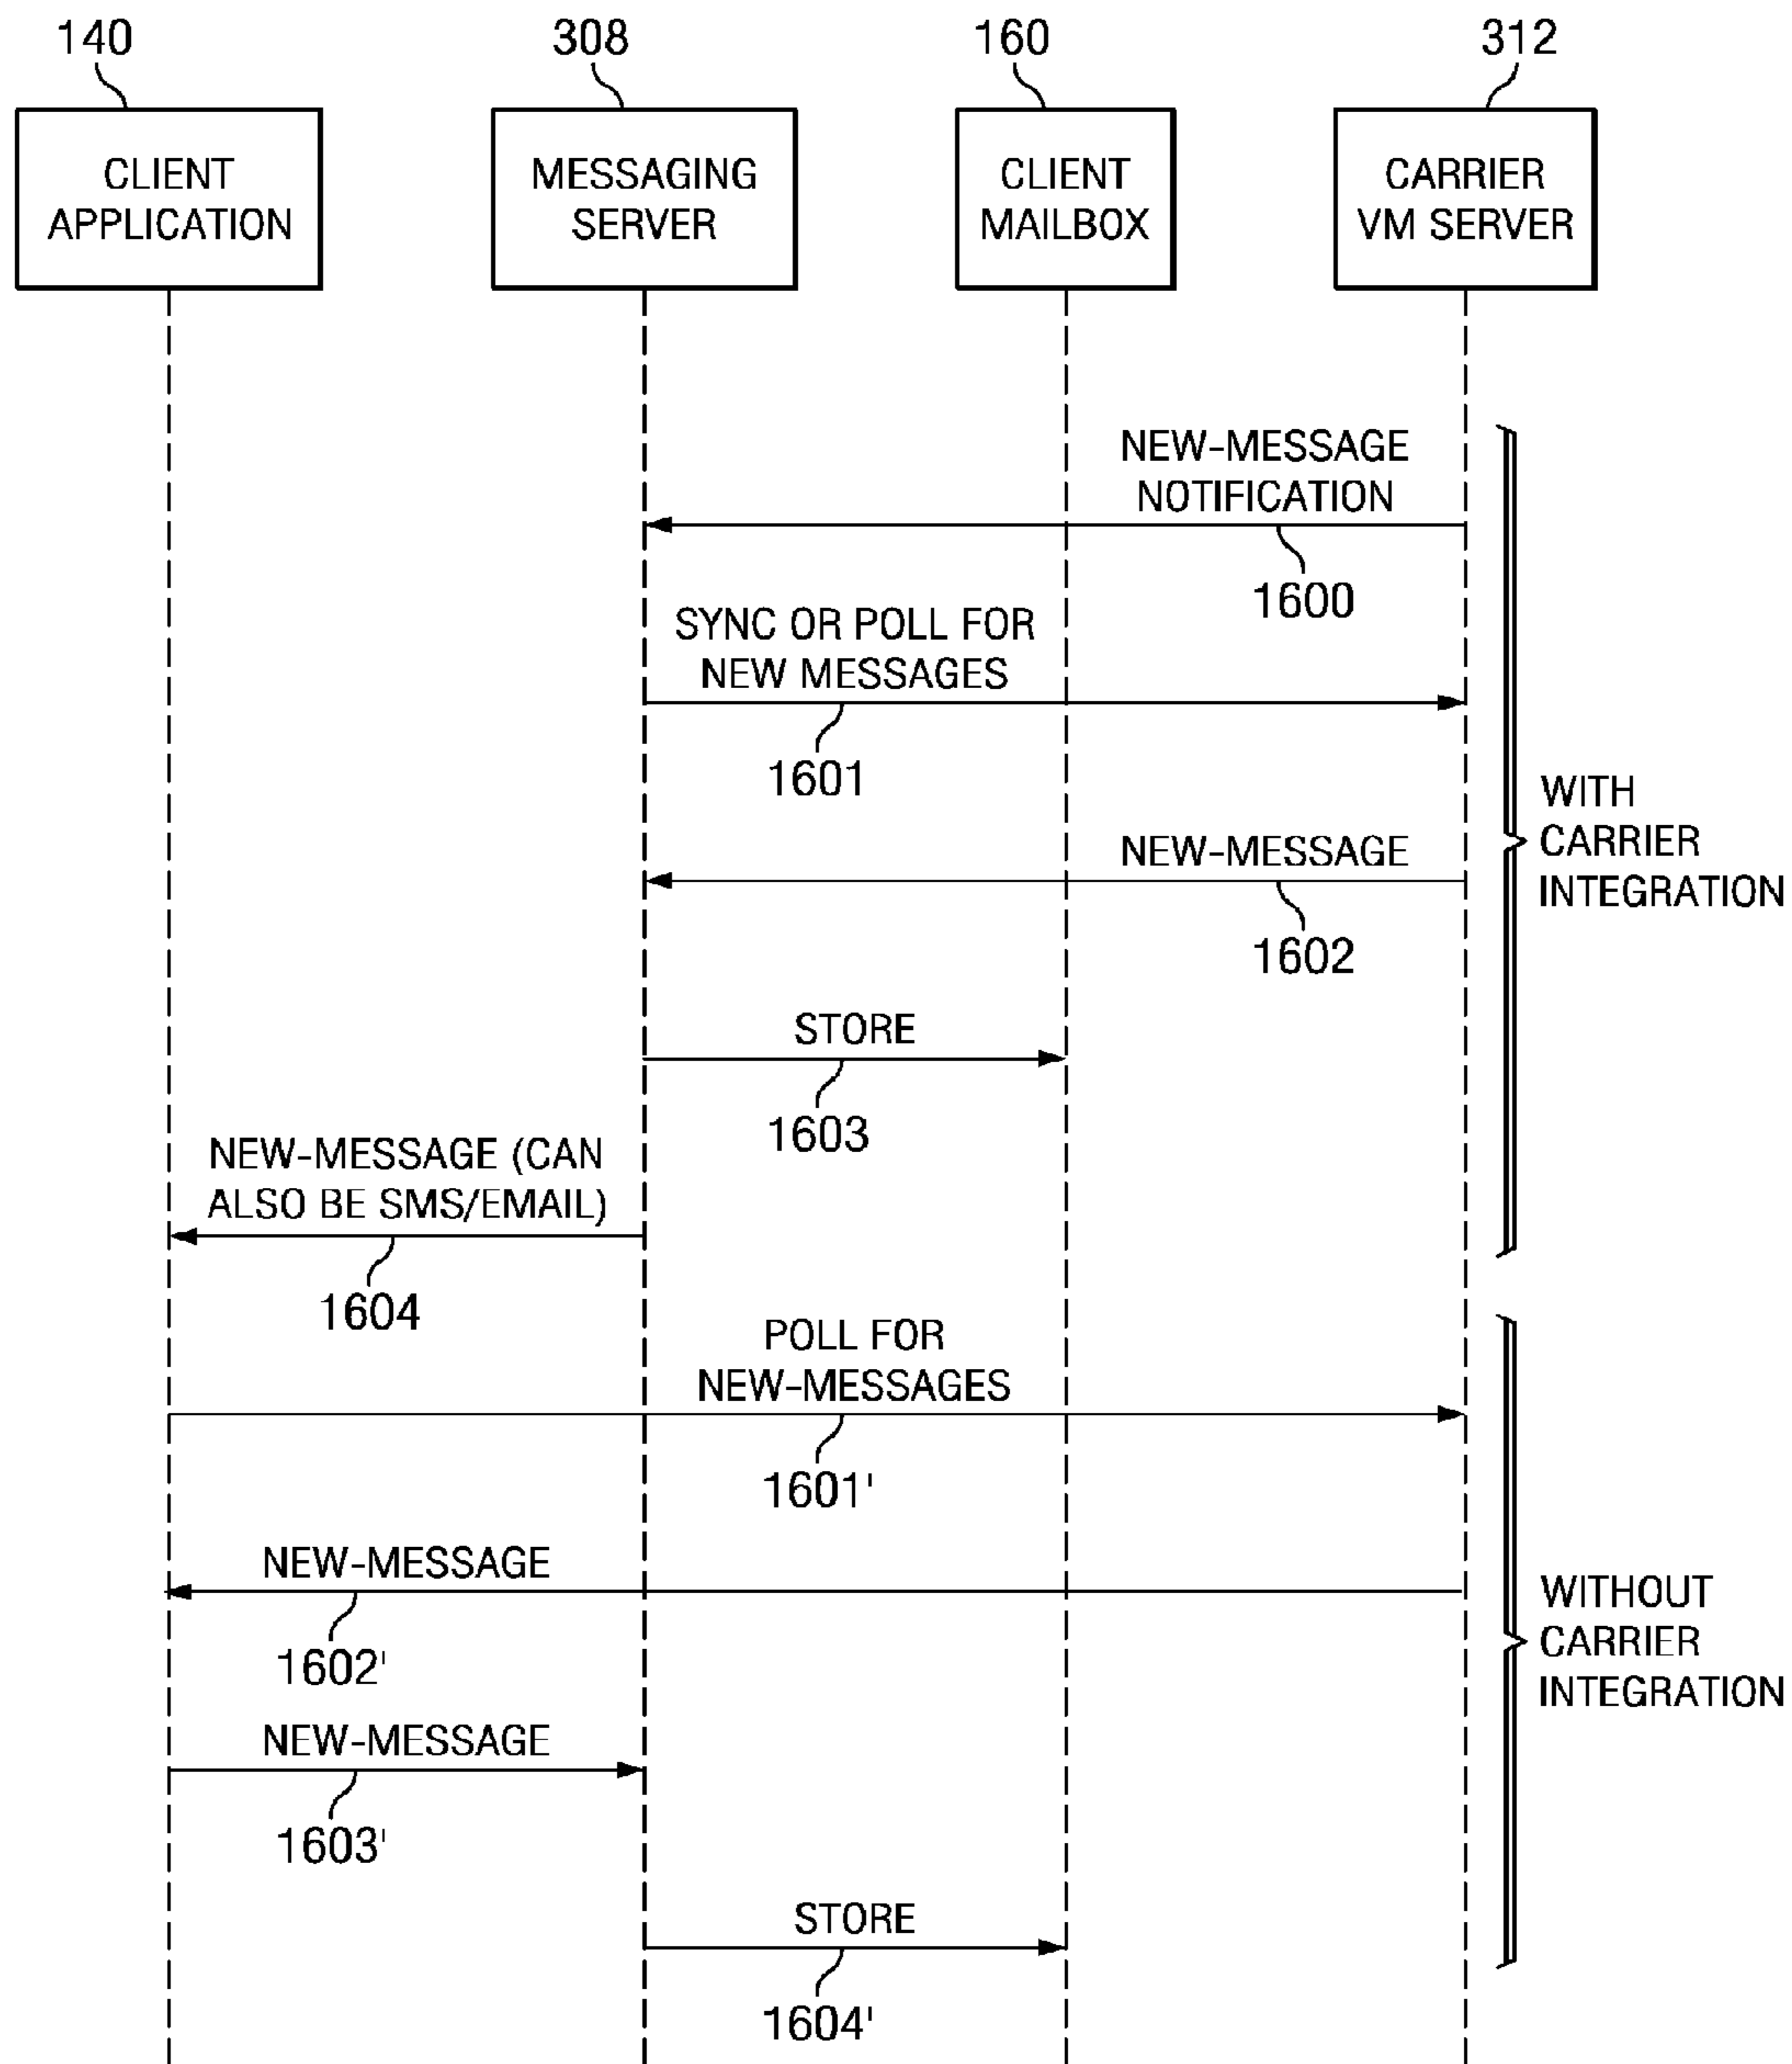 140
308
160
312
CLIENT
APPLICATION
MESSAGING
SERVER
CLIENT
MAILBOX
CARRIER
VM SERVER
NEW-MESSAGE
NOTIFICATION
1600
SYNC OR POLL FOR
NEW MESSAGES
1601
WITH
CARRIER
INTEGRATION
NEW-MESSAGE
1602
STORE
1603
NEW-MESSAGE (CAN
ALSO BE SMS/EMAIL)
1604
POLL FOR
NEW-MESSAGES
1601'
NEW-MESSAGE
1602'
WITHOUT
CARRIER
INTEGRATION
NEW-MESSAGE
1603'
STORE
1604'